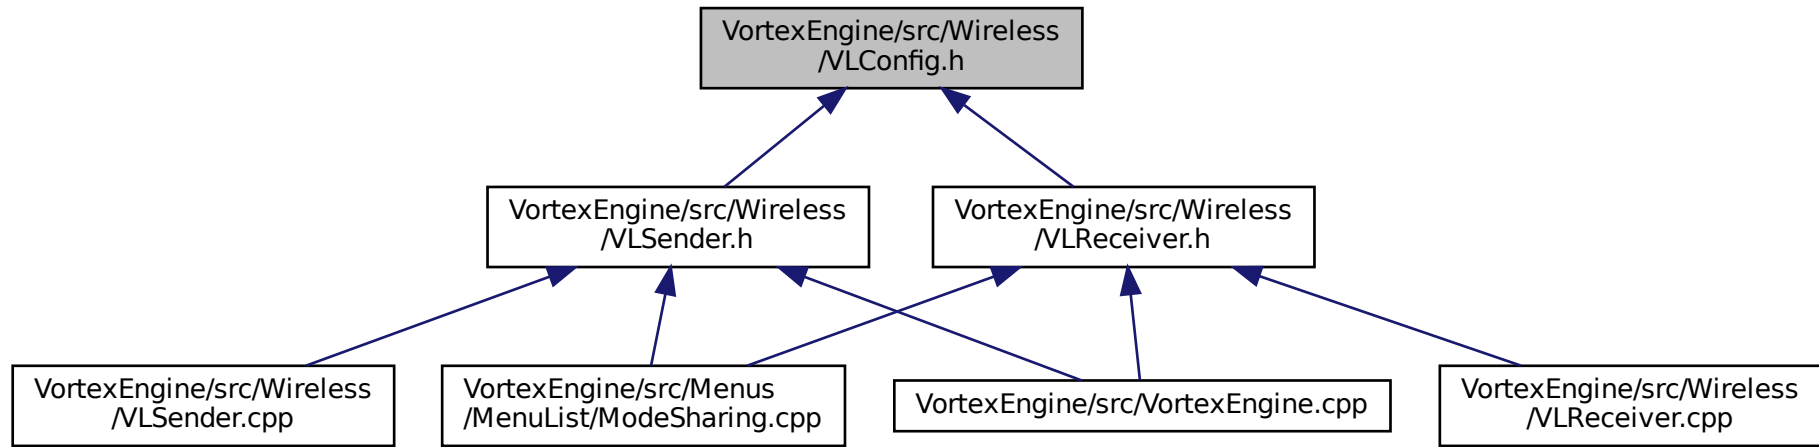 VortexEngine/src/Wireless
/VLConfig.h
VortexEngine/src/Wireless
/VLSender.h
VortexEngine/src/Wireless
/VLReceiver.h
VortexEngine/src/Wireless
/VLSender.cpp
VortexEngine/src/Menus
/MenuList/ModeSharing.cpp
VortexEngine/src/VortexEngine.cpp
VortexEngine/src/Wireless
/VLReceiver.cpp